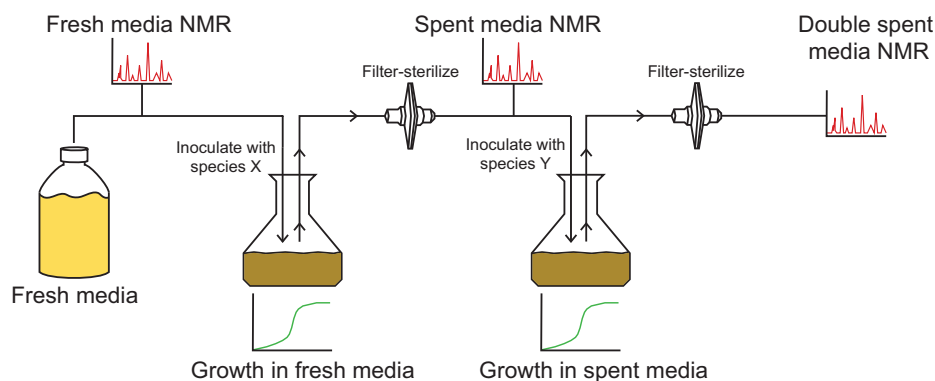 Fresh media NMR
Spent media NMR
Double spent
media NMR
Filter-sterilize
Filter-sterilize
Inoculate with
species X
Inoculate with
species Y
Fresh media
Growth in fresh media
Growth in spent media